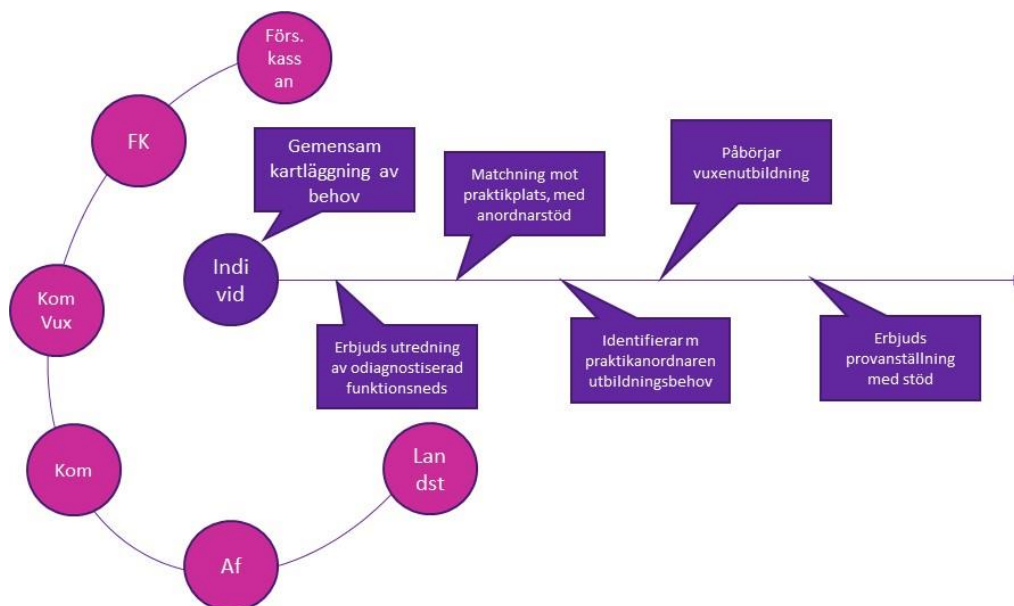 Förs.
kass
an
FK
Gemensam
kartläggning av
behov
Matchning mot
praktikplats, med
anordnarstöd
Påbörjar
vuxenutbildning
Indi
vid
Kom
Vux
Erbjuds utredning
av odiagnostiserad
funktionsneds
Identifierar m
praktikanordnaren
utbildningsbehov
Erbjuds
provanställning
med stöd
Kom
Lan
dst
Af